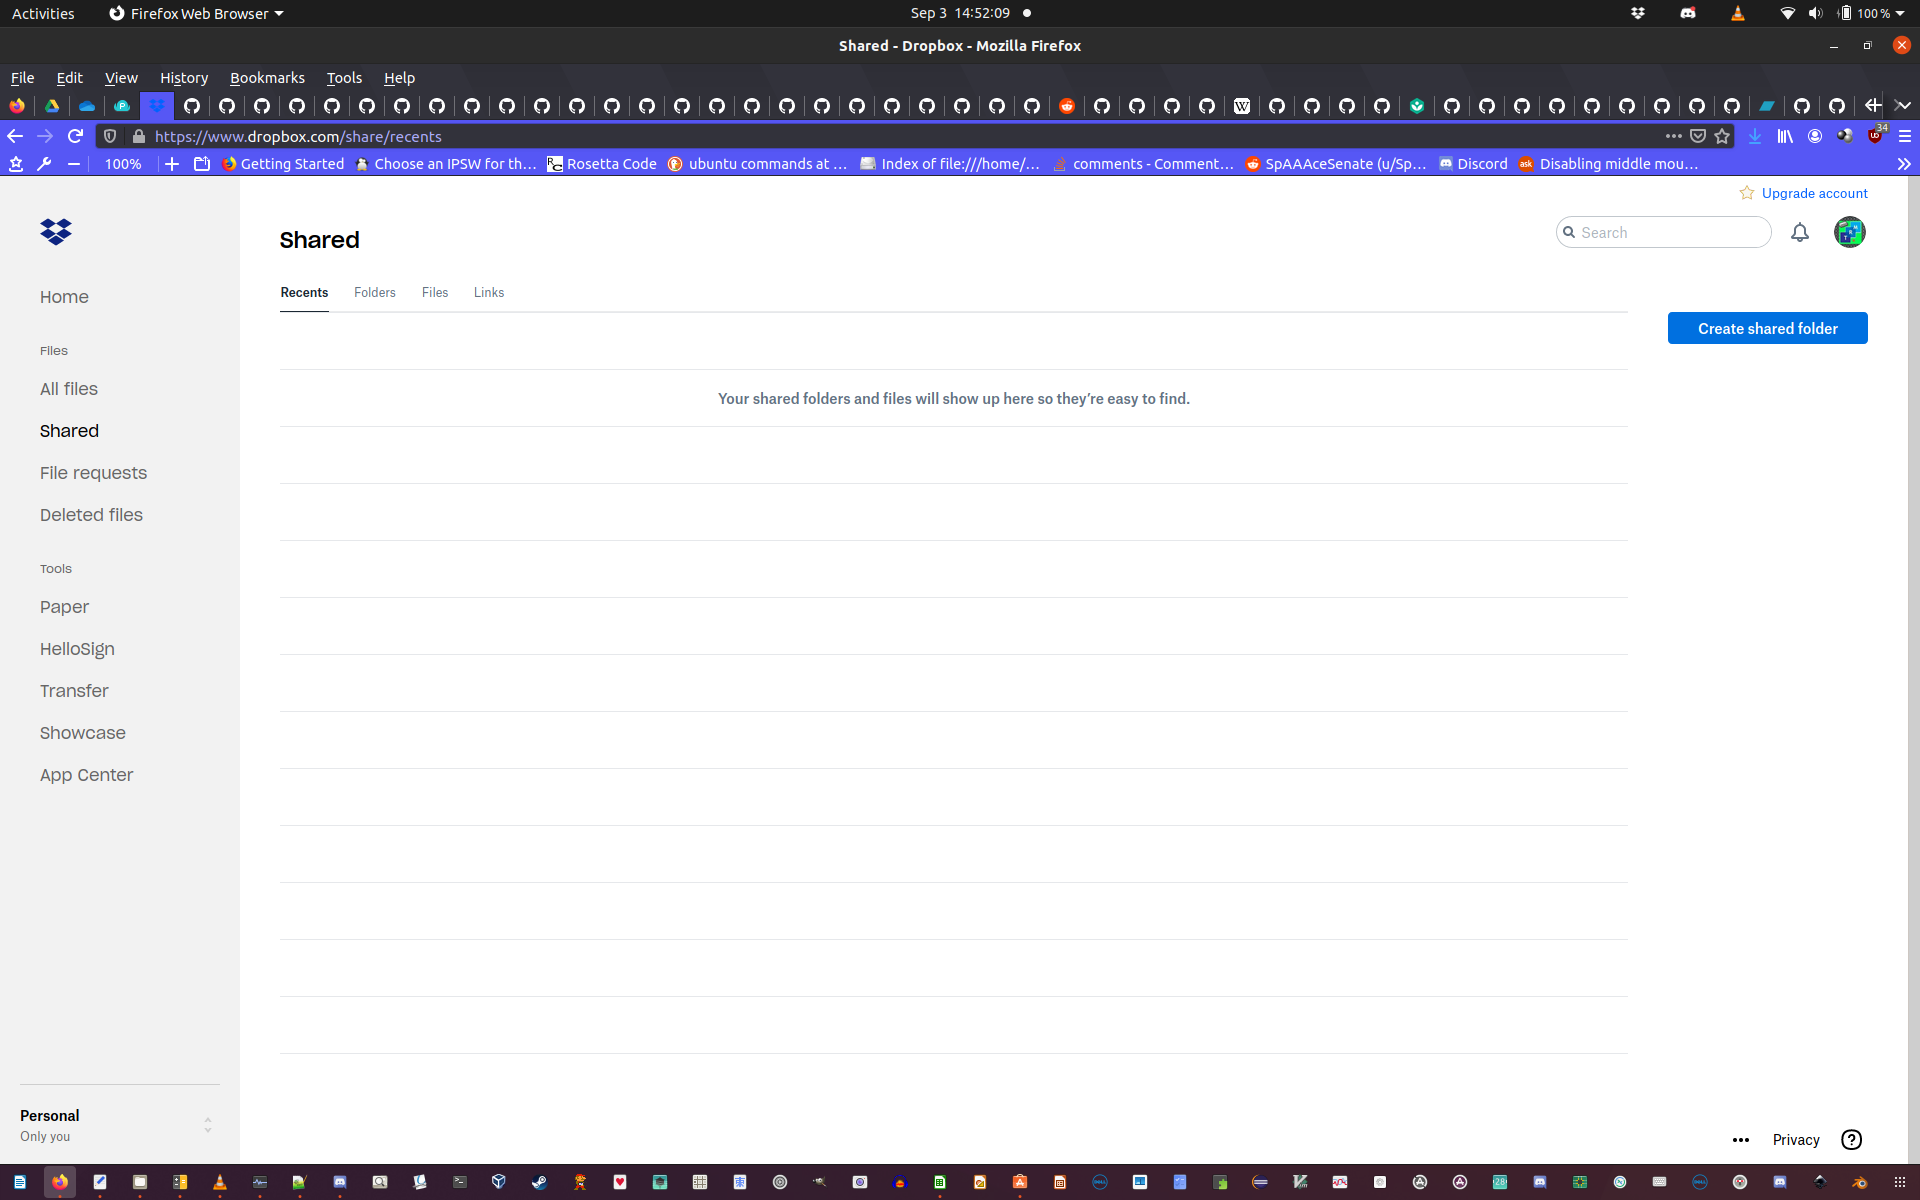 Activities Firefox Web Browser Sep 3 14:52:09 100 %
Shared - Dropbox - Mozilla Firefox
File Edit View History Bookmarks Tools Help
https://www.dropbox.com/share/recents 34
100% Getting Started Choose an IPSW for th… Rosetta Code ubuntu commands at … Index of file:///home/… comments - Comment… SpAAAceSenate (u/Sp… Discord Disabling middle mou…
Upgrade account
Shared
Search
Home
Recents Folders Files Links
Create shared folder
Files
All files
Your shared folders and files will show up here so they’re easy to find.
Shared
File requests
Deleted files
Tools
Paper
HelloSign
Transfer
Showcase
App Center
Personal
Only you
Privacy